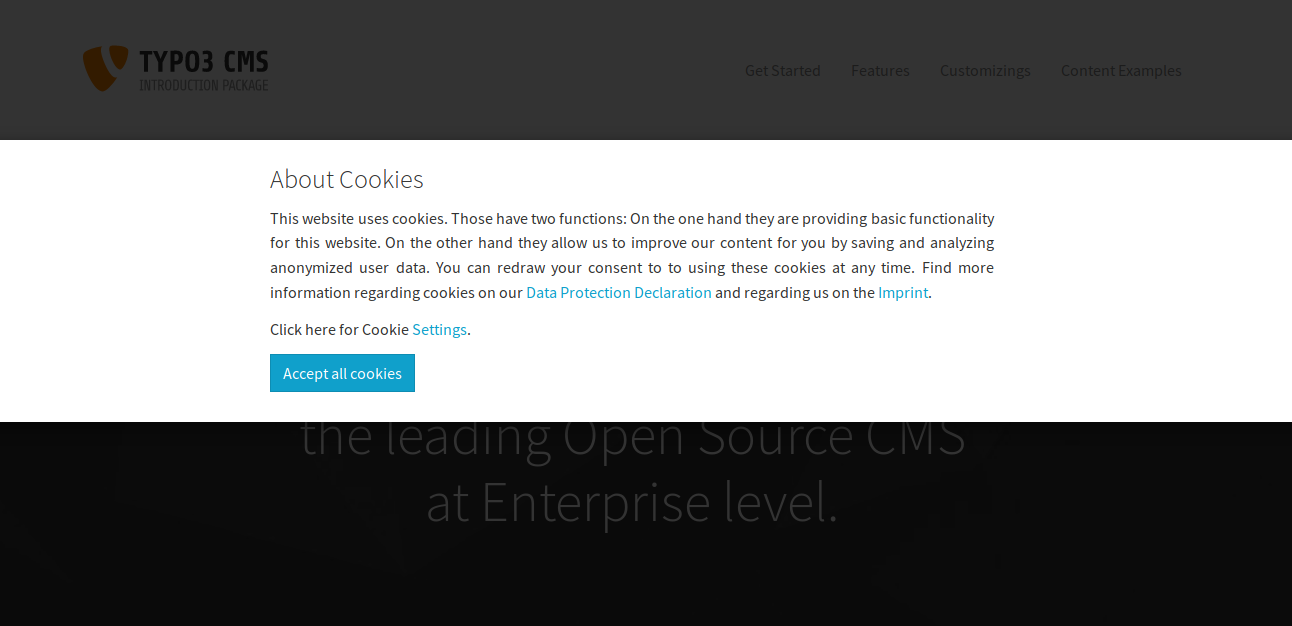 TYPO3 CMS
INTRODUCTION PACKAGE
Get Started Features Customizings Content Examples
About Cookies
This website uses cookies. Those have two functions: On the one hand they are providing basic functionality
for this website. On the other hand they allow us to improve our content for you by saving and analyzing
anonymized user data. You can redraw your consent to to using these cookies at any time. Find more
information regarding cookies on our Data Protection Declaration and regarding us on the Imprint.
Click here for Cookie Settings.
Accept all cookies
the leading Open Source CMS
at Enterprise level.